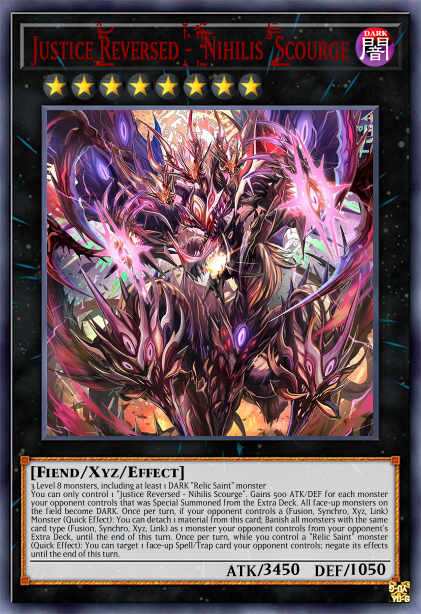 Justice Reversed - Nihilis Scourge
DARK
闇
[Fiend/Xyz/Effect]
3 Level 8 monsters, including at least 1 DARK "Relic Saint" monster
You can only control 1 "Justice Reversed - Nihilis Scourge". Gains 500 ATK/DEF for each monster
your opponent controls that was Special Summoned from the Extra Deck. All face-up monsters on
the field become DARK. Once per turn, if your opponent controls a (Fusion, Synchro, Xyz, Link)
Monster (Quick Effect): You can detach 1 material from this card; Banish all monsters with the same
card type (Fusion, Synchro, Xyz, Link) as 1 monster your opponent controls from your opponent's
Extra Deck, until the end of this turn. Once per turn, while you control a "Relic Saint" monster
(Quick Effect): You can target 1 face-up Spell/Trap card your opponent controls; negate its effects
until the end of this turn.
ATK/3450 DEF/1050